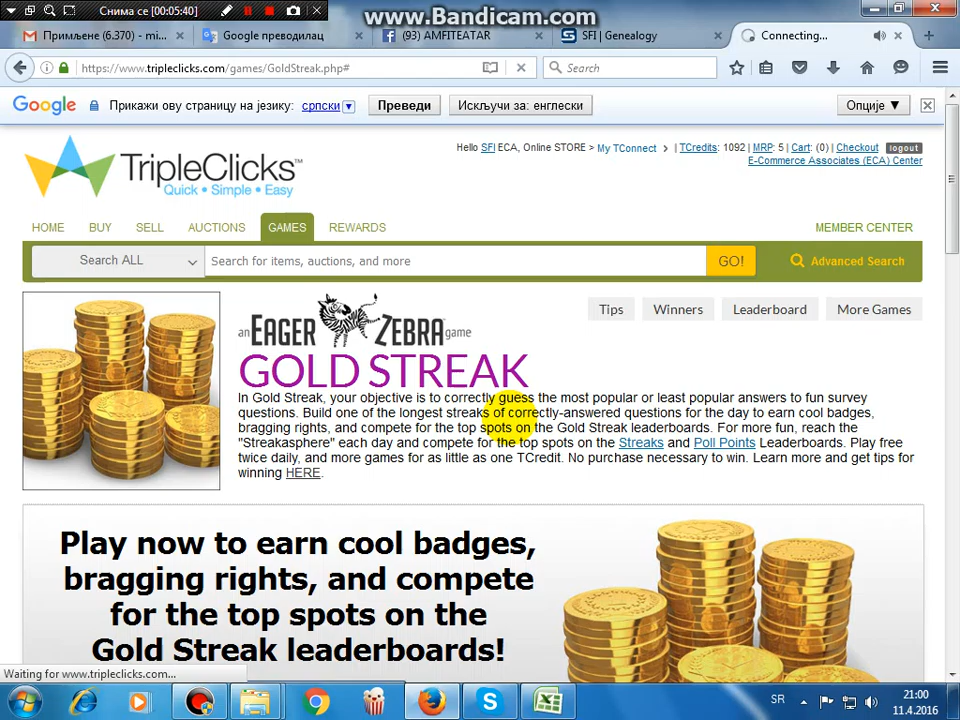 www.Bandicam.com
Снима се [00:05:40]
Примљене (6.370) - mi...
Google преводилац
(93) AMFITEATAR
SFI | Genealogy
Connecting...
https://www.tripleclicks.com/games/GoldStreak.php#
Search
Google
Прикажи ову страницу на језику: српски
Преведи
Искључи за: енглески
Опције ▼
TripleClicks™
Quick • Simple • Easy
Hello SFI ECA, Online STORE > My TConnect > | TCredits: 1092 | MRP: 5 | Cart: (0) | Checkout logout
E-Commerce Associates (ECA) Center
HOME BUY SELL AUCTIONS GAMES REWARDS MEMBER CENTER
Search ALL
Search for items, auctions, and more
GO!
Advanced Search
Tips
Winners
Leaderboard
More Games
an EAGER ZEBRA game
GOLD STREAK
In Gold Streak, your objective is to correctly guess the most popular or least popular answers to fun survey
questions. Build one of the longest streaks of correctly-answered questions for the day to earn cool badges,
bragging rights, and compete for the top spots on the Gold Streak leaderboards. For more fun, reach the
"Streakasphere" each day and compete for the top spots on the Streaks and Poll Points Leaderboards. Play free
twice daily, and more games for as little as one TCredit. No purchase necessary to win. Learn more and get tips for
winning HERE.
Play now to earn cool badges,
bragging rights, and compete
for the top spots on the
Gold Streak leaderboards!
Waiting for www.tripleclicks.com...
SR
21:00
11.4.2016